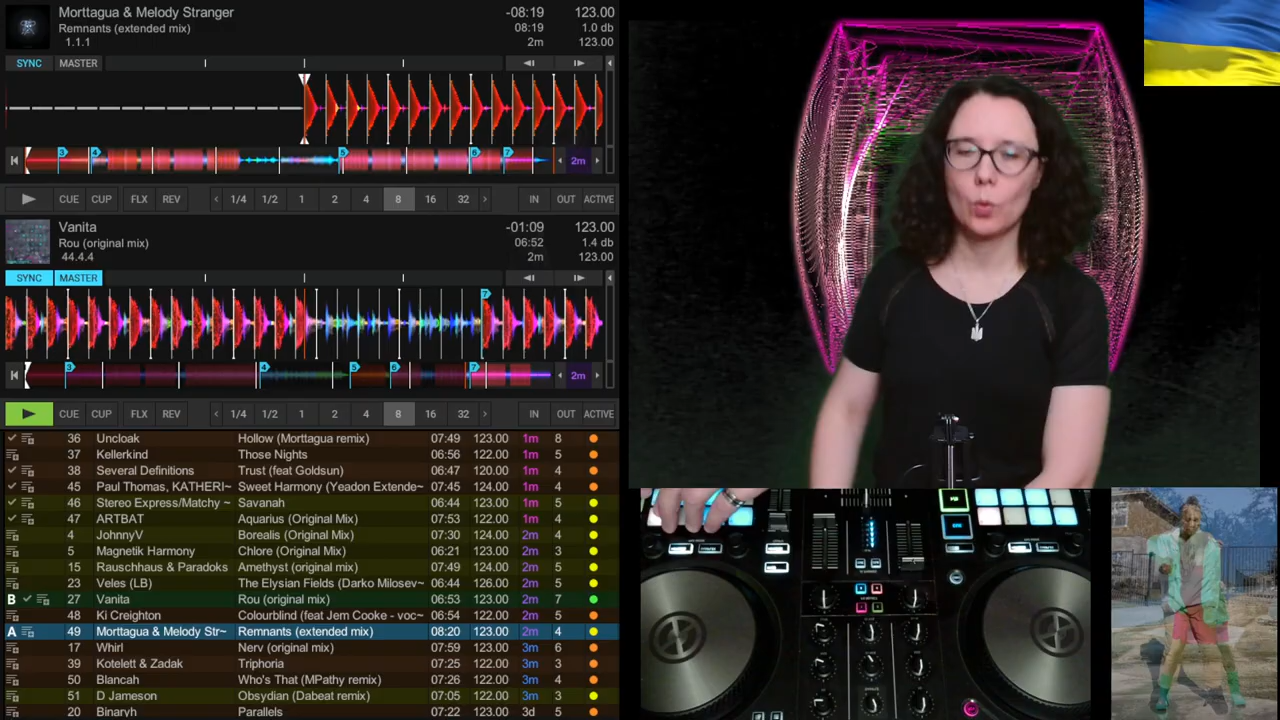 Morttagua & Melody Stranger -08:19 123.00
Remnants (extended mix) 08:19 1.0 db
1.1.1 2m 123.00
SYNC MASTER
3 4 5 6 7 2m
CUE CUP FLX REV 1/4 1/2 1 2 4 8 16 32 IN OUT ACTIVE
Vanita -01:09 123.00
Rou (original mix) 06:52 1.4 db
44.4.4 2m 123.00
SYNC MASTER
7
3 4 5 6 7 2m
CUE CUP FLX REV 1/4 1/2 1 2 4 8 16 32 IN OUT ACTIVE
36 Uncloak Hollow (Morttagua remix) 07:49 123.00 1m 8
37 Kellerkind Those Nights 06:56 122.00 1m 5
38 Several Definitions Trust (feat Goldsun) 06:47 120.00 1m 4
45 Paul Thomas, KATHERI~ Sweet Harmony (Yeadon Extende~ 07:45 124.00 1m 4
46 Stereo Express/Matchy ~ Savanah 06:44 123.00 1m 5
47 ARTBAT Aquarius (Original Mix) 07:53 122.00 1m 4
4 JohnnyV Borealis (Original Mix) 07:30 124.00 2m 4
5 Magnetik Harmony Chlore (Original Mix) 06:21 123.00 2m 3
15 Rauschhaus & Paradoks Amethyst (original mix) 07:49 124.00 2m 5
23 Veles (LB) The Elysian Fields (Darko Milosev~ 06:44 126.00 2m 3
B 27 Vanita Rou (original mix) 06:53 123.00 2m 7
48 Ki Creighton Colourblind (feat Jem Cooke - voc~ 06:54 122.00 2m 5
A 49 Morttagua & Melody Str~ Remnants (extended mix) 08:20 123.00 2m 4
17 Whirl Nerv (original mix) 07:59 123.00 3m 6
39 Kotelett & Zadak Triphoria 07:25 122.00 3m 3
50 Blancah Who's That (MPathy remix) 07:26 122.00 3m 4
51 D Jameson Obsydian (Dabeat remix) 07:05 122.00 3m 3
20 Binaryh Parallels 07:22 123.00 3d 5